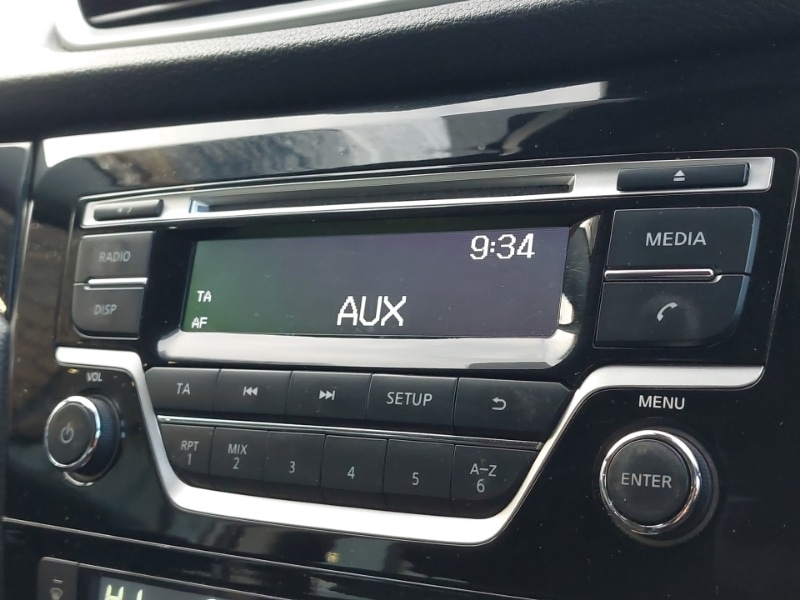 9:34
MEDIA
RADIO
TA
AUX
DISP
AF
VOL
TA
SETUP
MENU
RPT
1
MIX
2
3
4
5
A-Z
6
ENTER